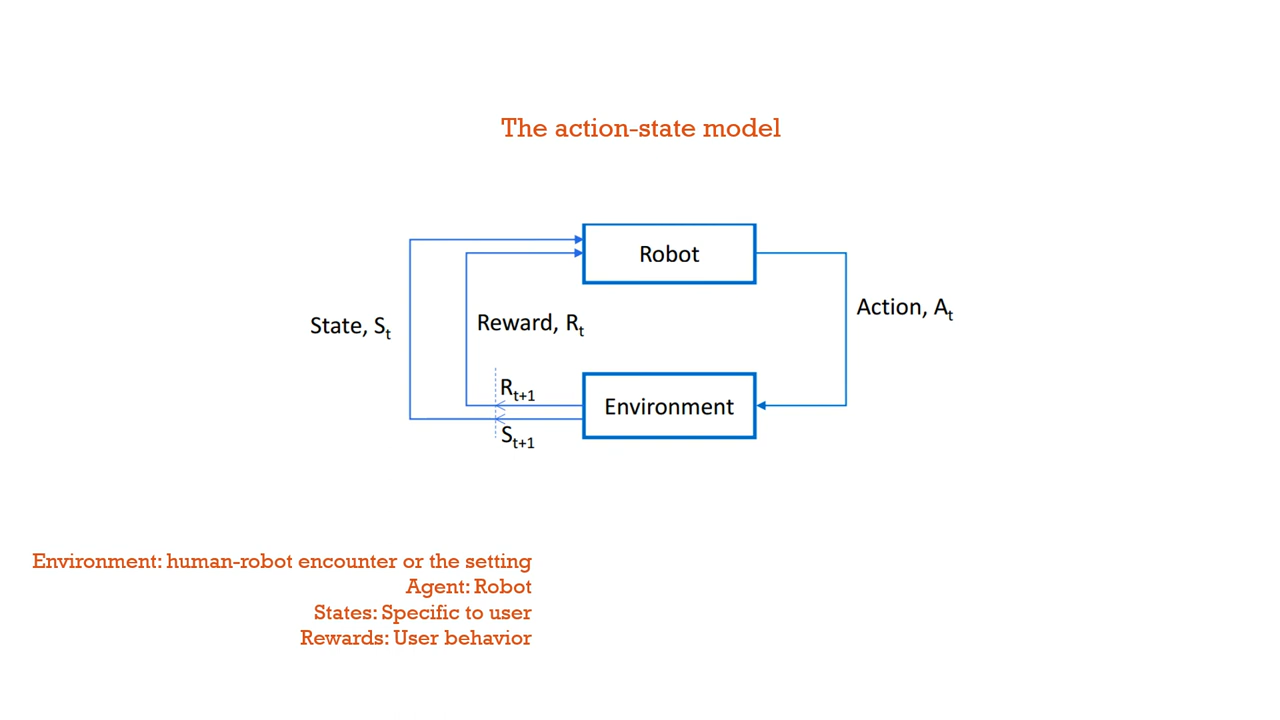 The action-state model
Robot
Action, At
State, St
Reward, Rt
Rt+1
Environment
St+1
Environment: human-robot encounter or the setting
Agent: Robot
States: Specific to user
Rewards: User behavior